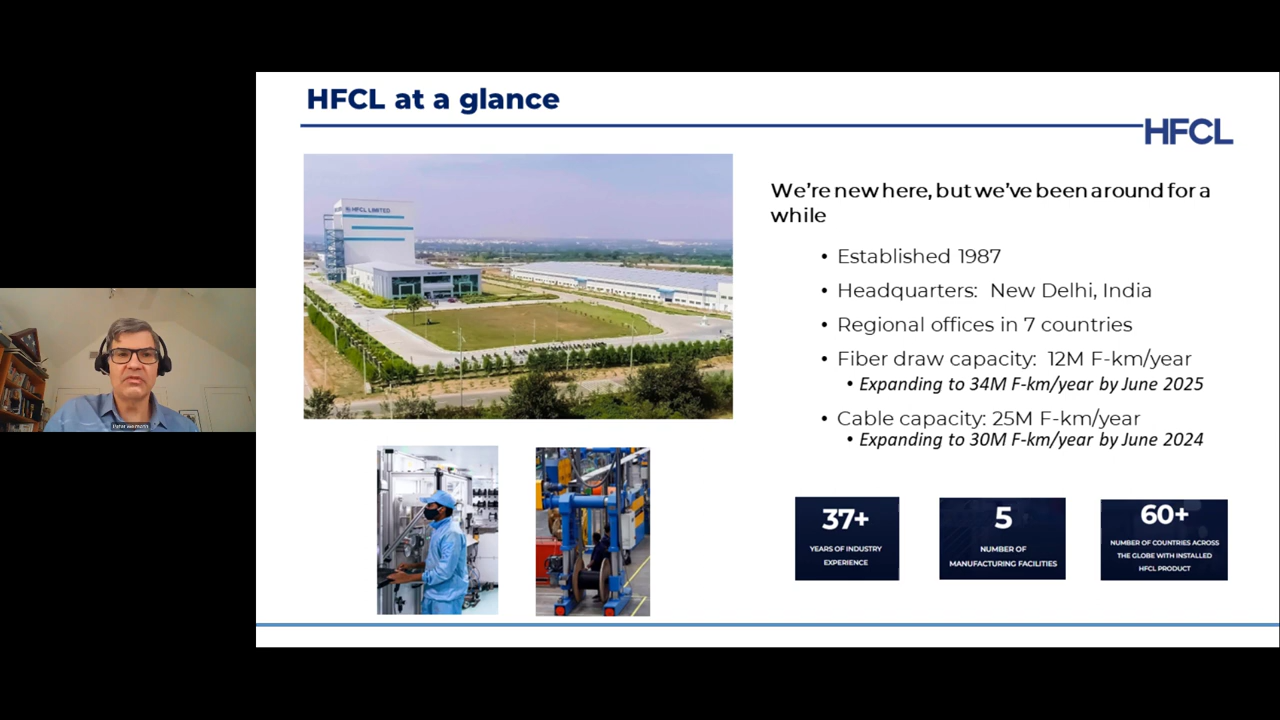 HFCL at a glance
HFCL
HFCL LIMITED
We're new here, but we've been around for a
while
• Established 1987
• Headquarters:  New Delhi, India
• Regional offices in 7 countries
• Fiber draw capacity:  12M F-km/year
• Expanding to 34M F-km/year by June 2025
• Cable capacity: 25M F-km/year
• Expanding to 30M F-km/year by June 2024
37+
YEARS OF INDUSTRY
EXPERIENCE
5
NUMBER OF
MANUFACTURING FACILITIES
60+
NUMBER OF COUNTRIES ACROSS
THE GLOBE WITH INSTALLED
HFCL PRODUCT